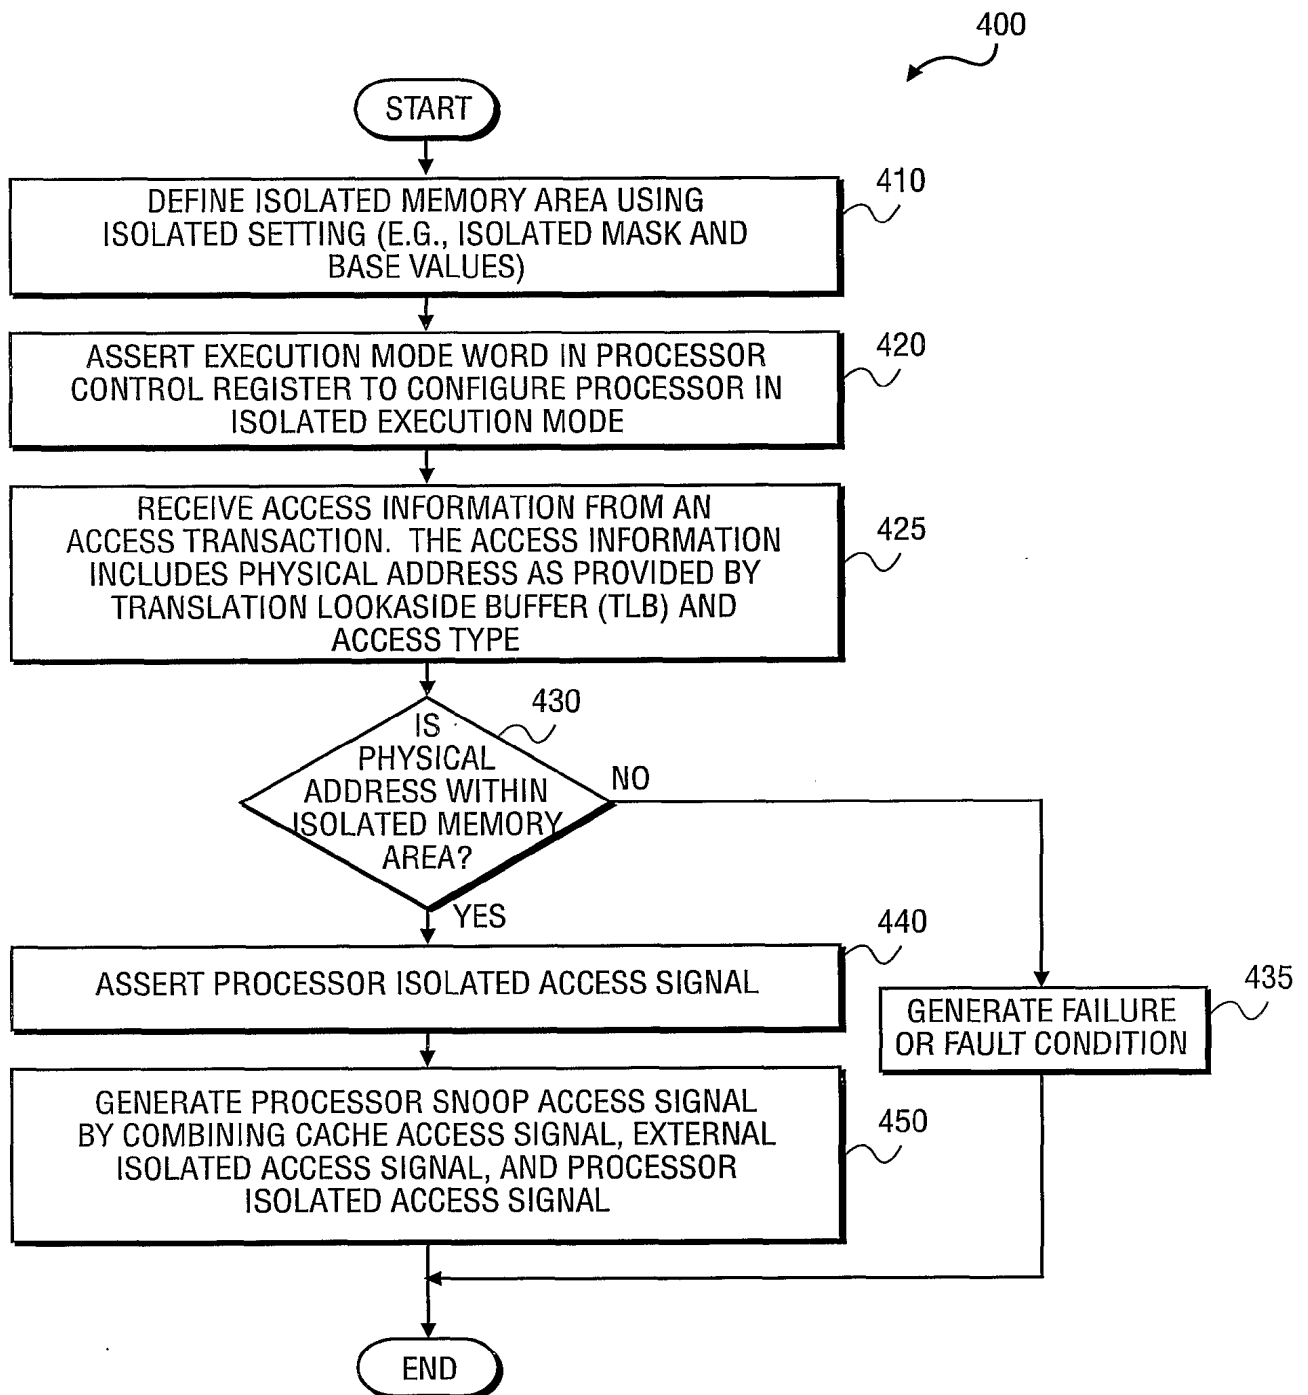 400
START
DEFINE ISOLATED MEMORY AREA USING
ISOLATED SETTING (E.G., ISOLATED MASK AND
BASE VALUES)
410
ASSERT EXECUTION MODE WORD IN PROCESSOR
CONTROL REGISTER TO CONFIGURE PROCESSOR IN
ISOLATED EXECUTION MODE
420
RECEIVE ACCESS INFORMATION FROM AN
ACCESS TRANSACTION. THE ACCESS INFORMATION
INCLUDES PHYSICAL ADDRESS AS PROVIDED BY
TRANSLATION LOOKASIDE BUFFER (TLB) AND
ACCESS TYPE
425
IS
PHYSICAL
ADDRESS WITHIN
ISOLATED MEMORY
AREA?
430
NO
YES
ASSERT PROCESSOR ISOLATED ACCESS SIGNAL
440
GENERATE FAILURE
OR FAULT CONDITION
435
GENERATE PROCESSOR SNOOP ACCESS SIGNAL
BY COMBINING CACHE ACCESS SIGNAL, EXTERNAL
ISOLATED ACCESS SIGNAL, AND PROCESSOR
ISOLATED ACCESS SIGNAL
450
END